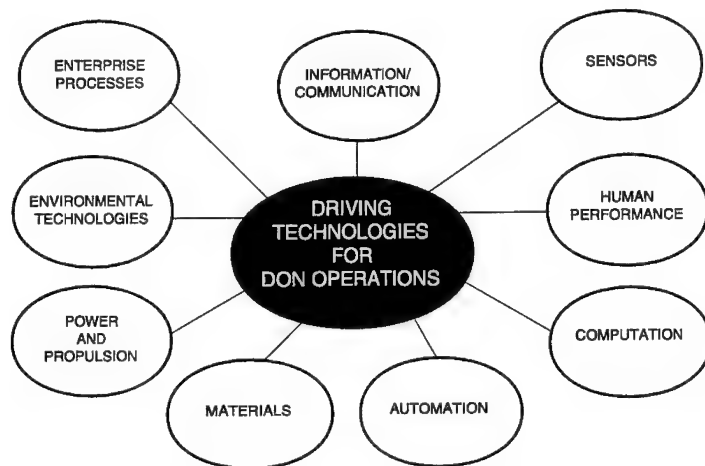 ENTERPRISE
PROCESSES
INFORMATION/
COMMUNICATION
SENSORS
ENVIRONMENTAL
TECHNOLOGIES
DRIVING
TECHNOLOGIES
FOR
DON OPERATIONS
HUMAN
PERFORMANCE
POWER
AND
PROPULSION
COMPUTATION
MATERIALS
AUTOMATION